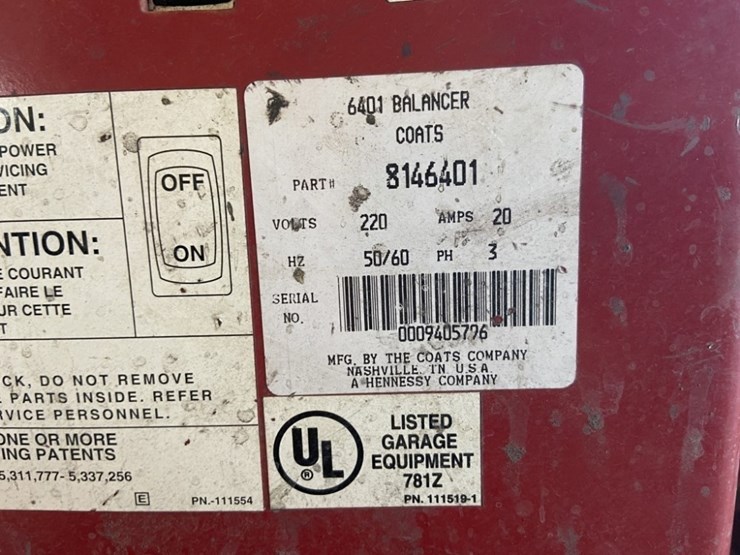 ON:
POWER
VICING
ENT
NTION:
E COURANT
FAIRE LE
UR CETTE
T
OFF
ON
CK, DO NOT REMOVE
PARTS INSIDE. REFER
RVICE PERSONNEL.
ONE OR MORE
ING PATENTS
5,311,777- 5,337,256
E
PN.-111554
6401 BALANCER
COATS
PART# 8146401
VOLTS 220 AMPS 20
HZ 50/60 PH 3
SERIAL
NO.
0009405776
MFG. BY THE COATS COMPANY
NASHVILLE. TN U.S.A.
A HENNESSY COMPANY
UL
®
LISTED
GARAGE
EQUIPMENT
781Z
PN. 111519-1